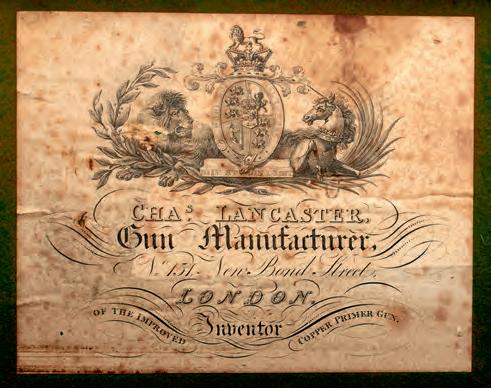 CHAS. LANCASTER,
Gun Manufacturer,
No. 151. New Bond Street,
LONDON.
Inventor
OF THE IMPROVED
COPPER PRIMER GUN.